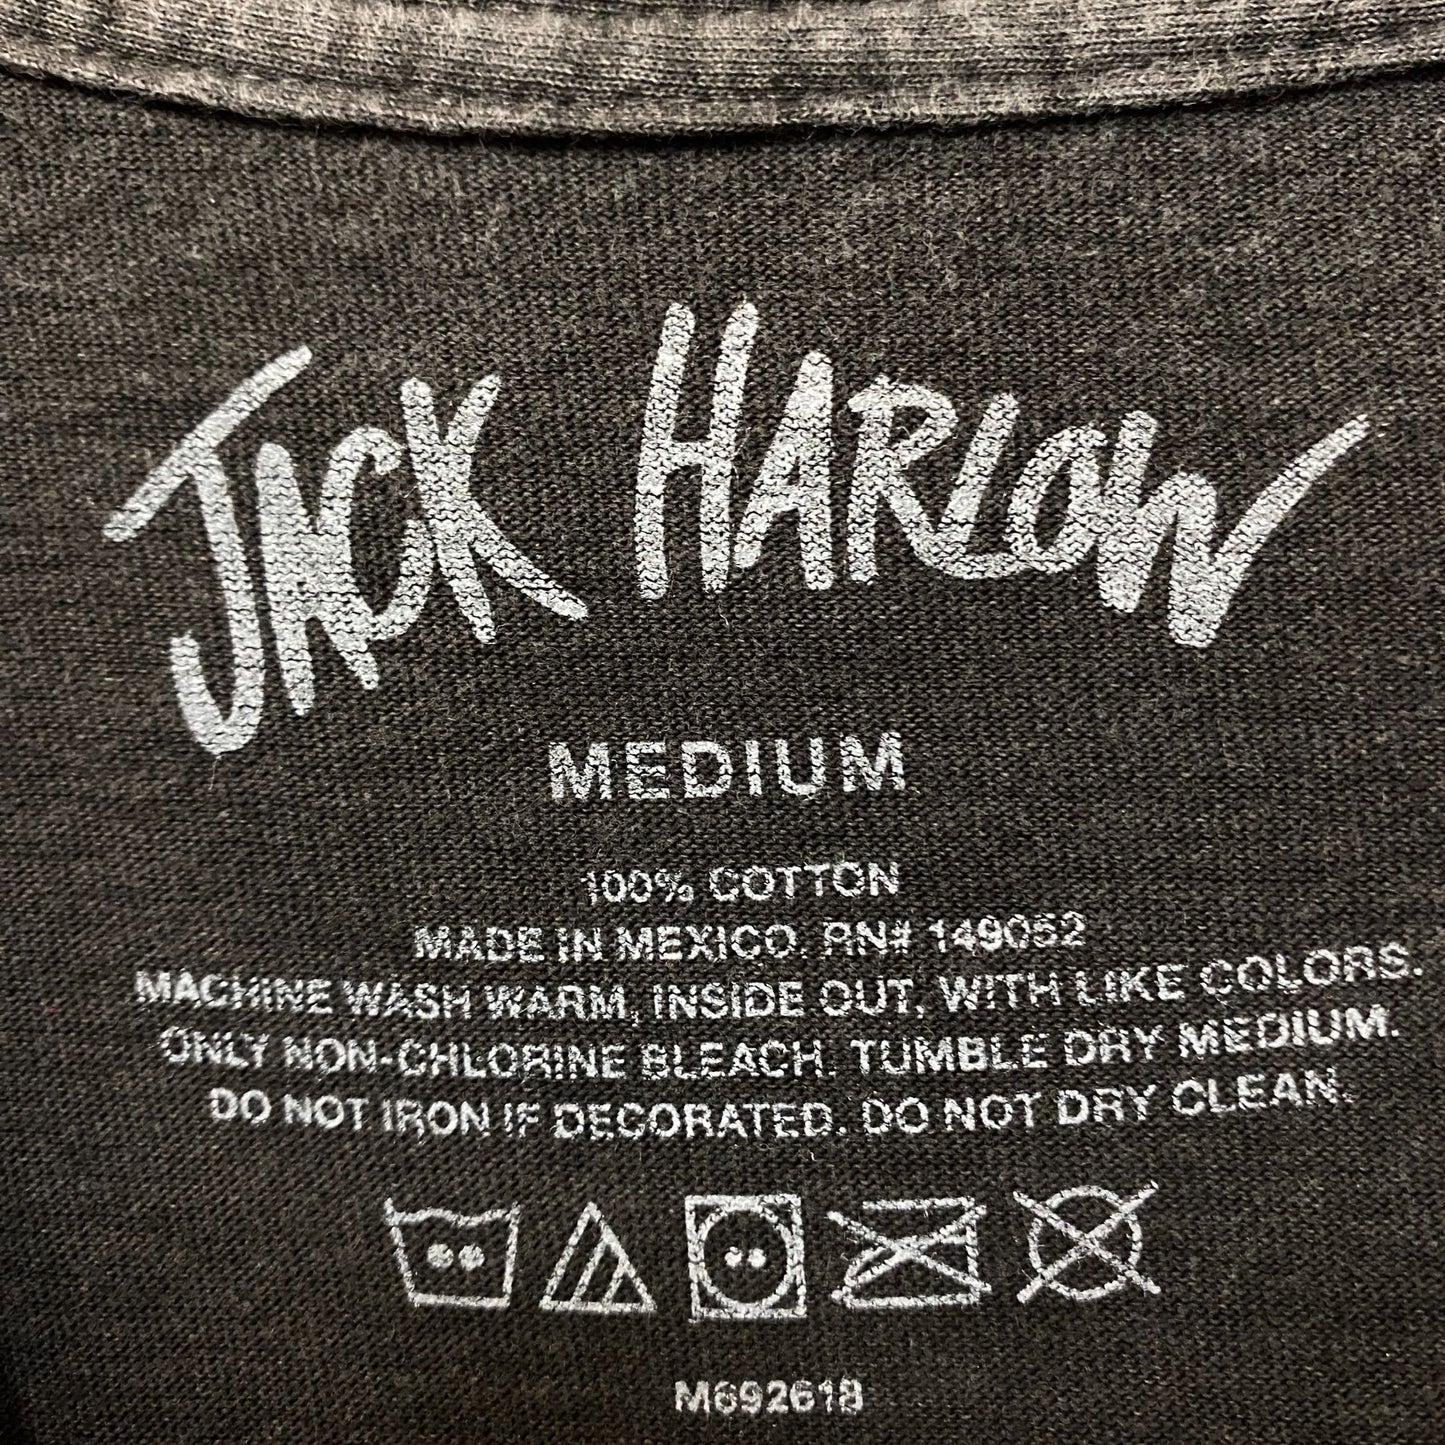 JACK HARLOW
MEDIUM
100% COTTON
MADE IN MEXICO. RN# 149052
MACHINE WASH WARM, INSIDE OUT, WITH LIKE COLORS.
ONLY NON-CHLORINE BLEACH. TUMBLE DRY MEDIUM.
DO NOT IRON IF DECORATED. DO NOT DRY CLEAN.
M692618